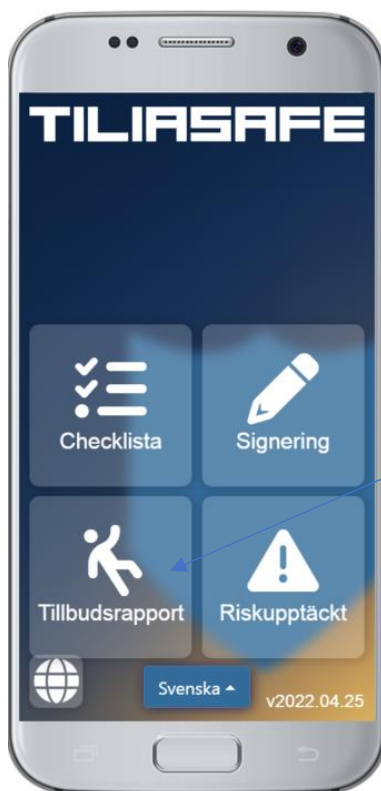 TILIASAFE
Checklista
Signering
Tillbudsrapport
Riskupptäckt
Svenska
v2022.04.25